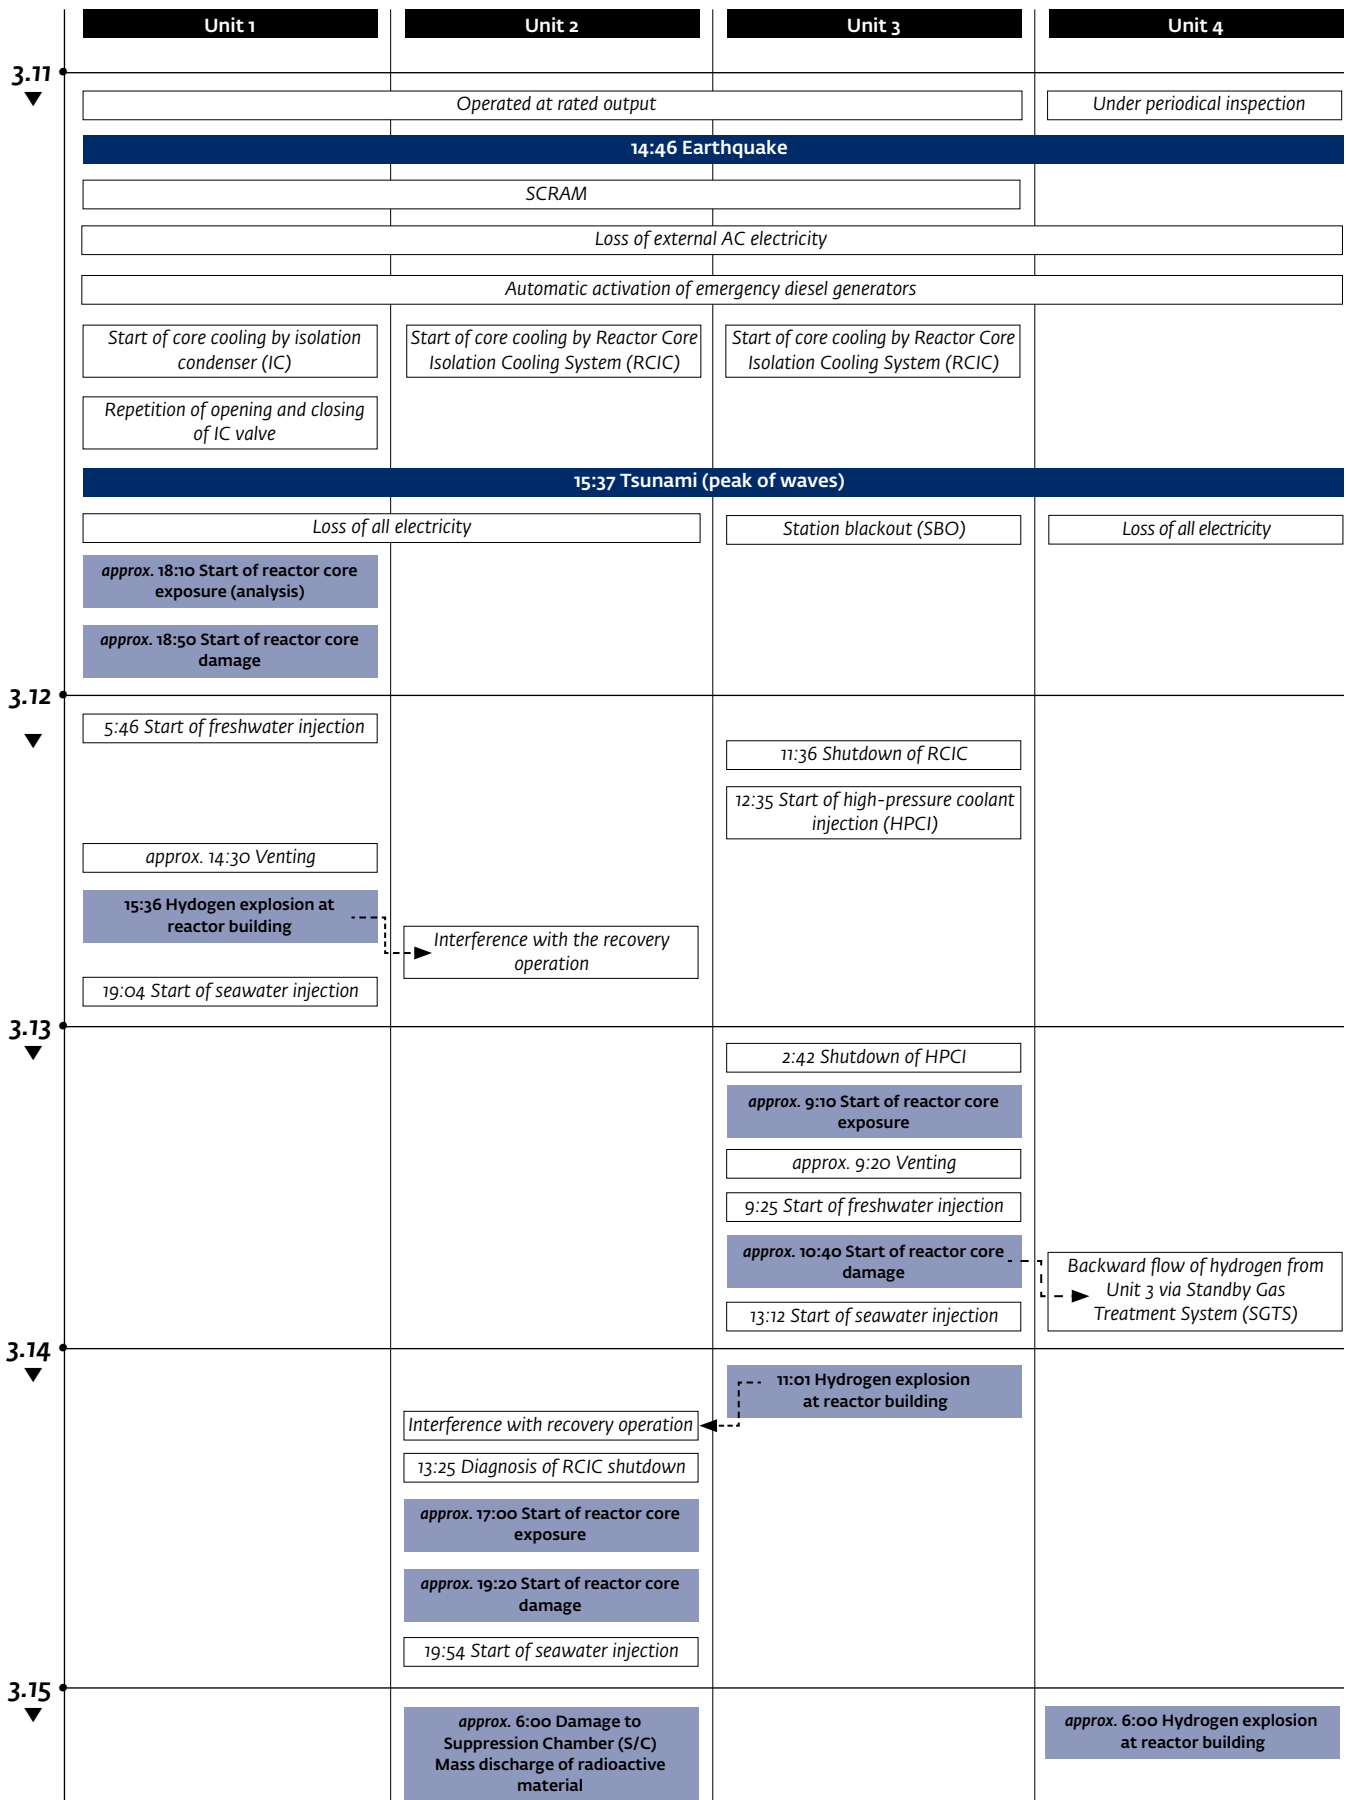 Unit 1
Unit 2
Unit 3
Unit 4
3.11
Operated at rated output
Under periodical inspection
14:46 Earthquake
SCRAM
Loss of external AC electricity
Automatic activation of emergency diesel generators
Start of core cooling by isolation
condenser (IC)
Start of core cooling by Reactor Core
Isolation Cooling System (RCIC)
Start of core cooling by Reactor Core
Isolation Cooling System (RCIC)
Repetition of opening and closing
of IC valve
15:37 Tsunami (peak of waves)
Loss of all electricity
Station blackout (SBO)
Loss of all electricity
approx. 18:10 Start of reactor core
exposure (analysis)
approx. 18:50 Start of reactor core
damage
3.12
5:46 Start of freshwater injection
11:36 Shutdown of RCIC
12:35 Start of high-pressure coolant
injection (HPCI)
approx. 14:30 Venting
15:36 Hydogen explosion at
reactor building
Interference with the recovery
operation
19:04 Start of seawater injection
3.13
2:42 Shutdown of HPCI
approx. 9:10 Start of reactor core
exposure
approx. 9:20 Venting
9:25 Start of freshwater injection
approx. 10:40 Start of reactor core
damage
Backward flow of hydrogen from
Unit 3 via Standby Gas
Treatment System (SGTS)
13:12 Start of seawater injection
3.14
11:01 Hydrogen explosion
at reactor building
Interference with recovery operation
13:25 Diagnosis of RCIC shutdown
approx. 17:00 Start of reactor core
exposure
approx. 19:20 Start of reactor core
damage
19:54 Start of seawater injection
3.15
approx. 6:00 Damage to
Suppression Chamber (S/C)
Mass discharge of radioactive
material
approx. 6:00 Hydrogen explosion
at reactor building